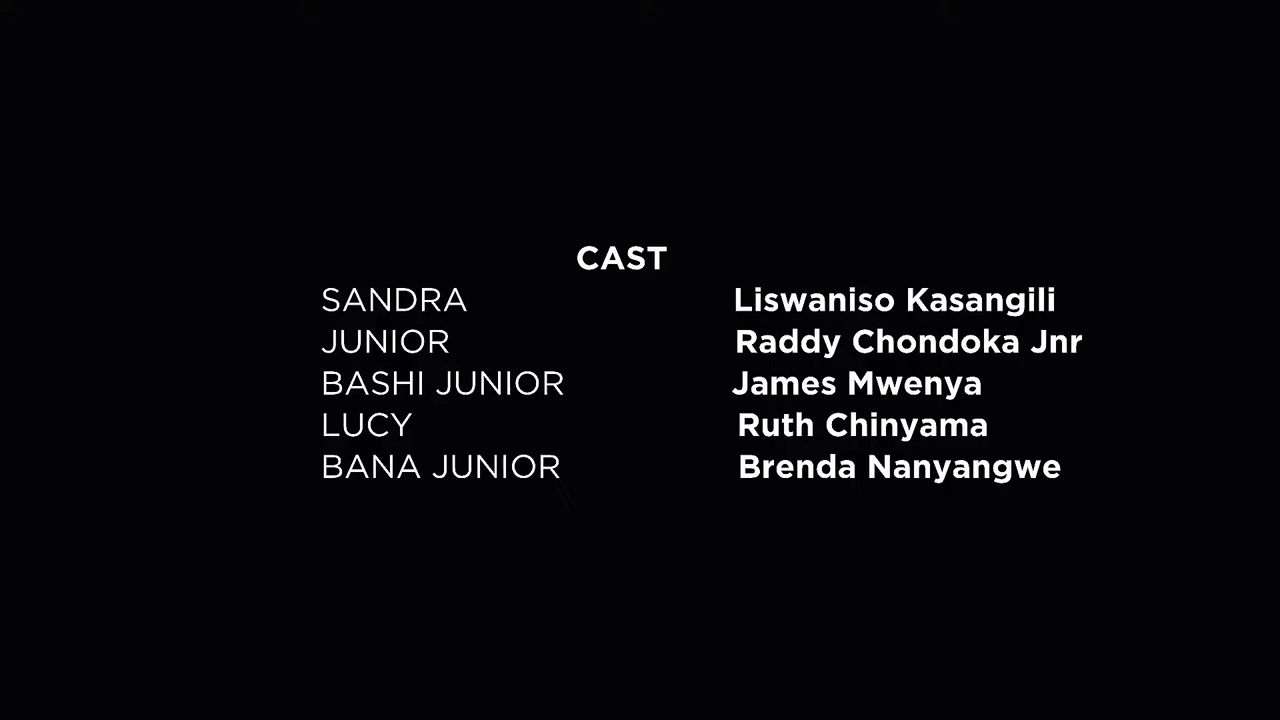 CAST
SANDRA Liswaniso Kasangili
JUNIOR Raddy Chondoka Jnr
BASHI JUNIOR James Mwenya
LUCY Ruth Chinyama
BANA JUNIOR Brenda Nanyangwe